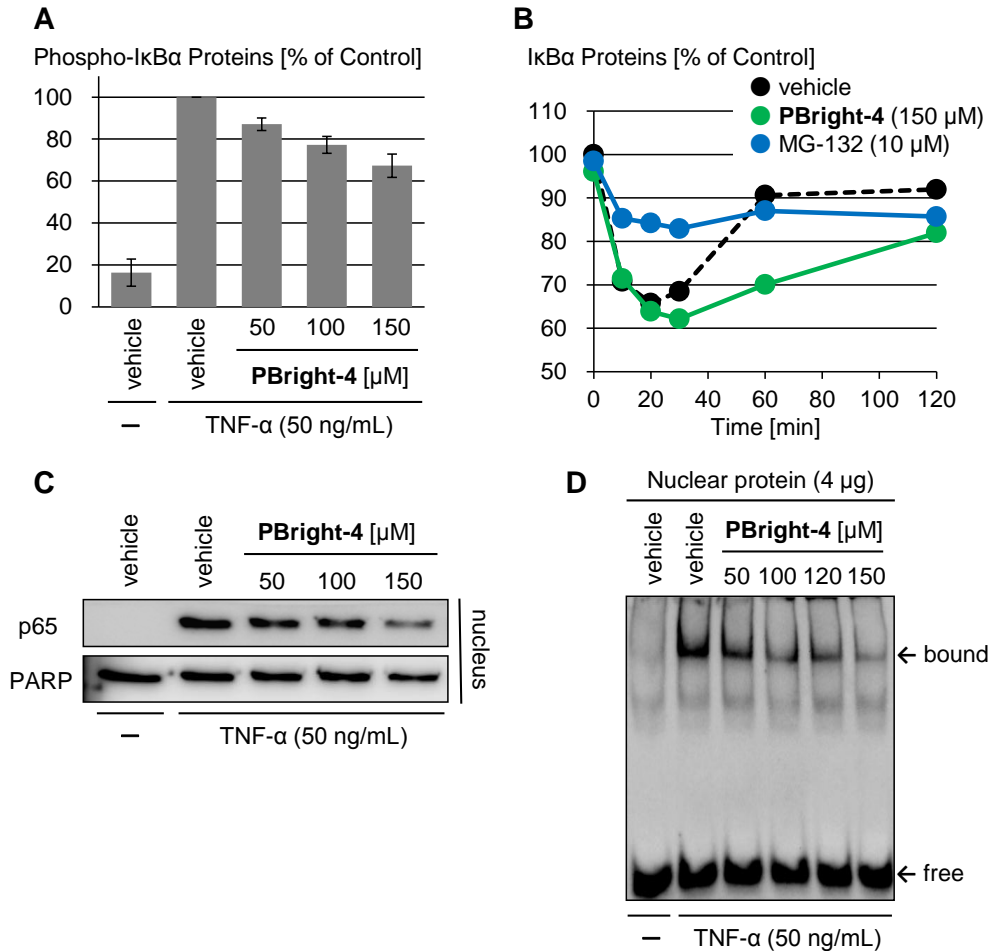 A
Phospho-IκBα Proteins [% of Control]
100
80
60
40
20
0
vehicle
vehicle
50
100
150
PBright-4 [μM]
–
TNF-α (50 ng/mL)
B
IκBα Proteins [% of Control]
vehicle
PBright-4 (150 μM)
MG-132 (10 μM)
110
100
90
80
70
60
50
0
20
40
60
80
100
120
Time [min]
C
vehicle
vehicle
PBright-4 [μM]
50
100
150
p65
PARP
nucleus
–
TNF-α (50 ng/mL)
D
Nuclear protein (4 μg)
vehicle
vehicle
PBright-4 [μM]
50
100
120
150
← bound
← free
–
TNF-α (50 ng/mL)